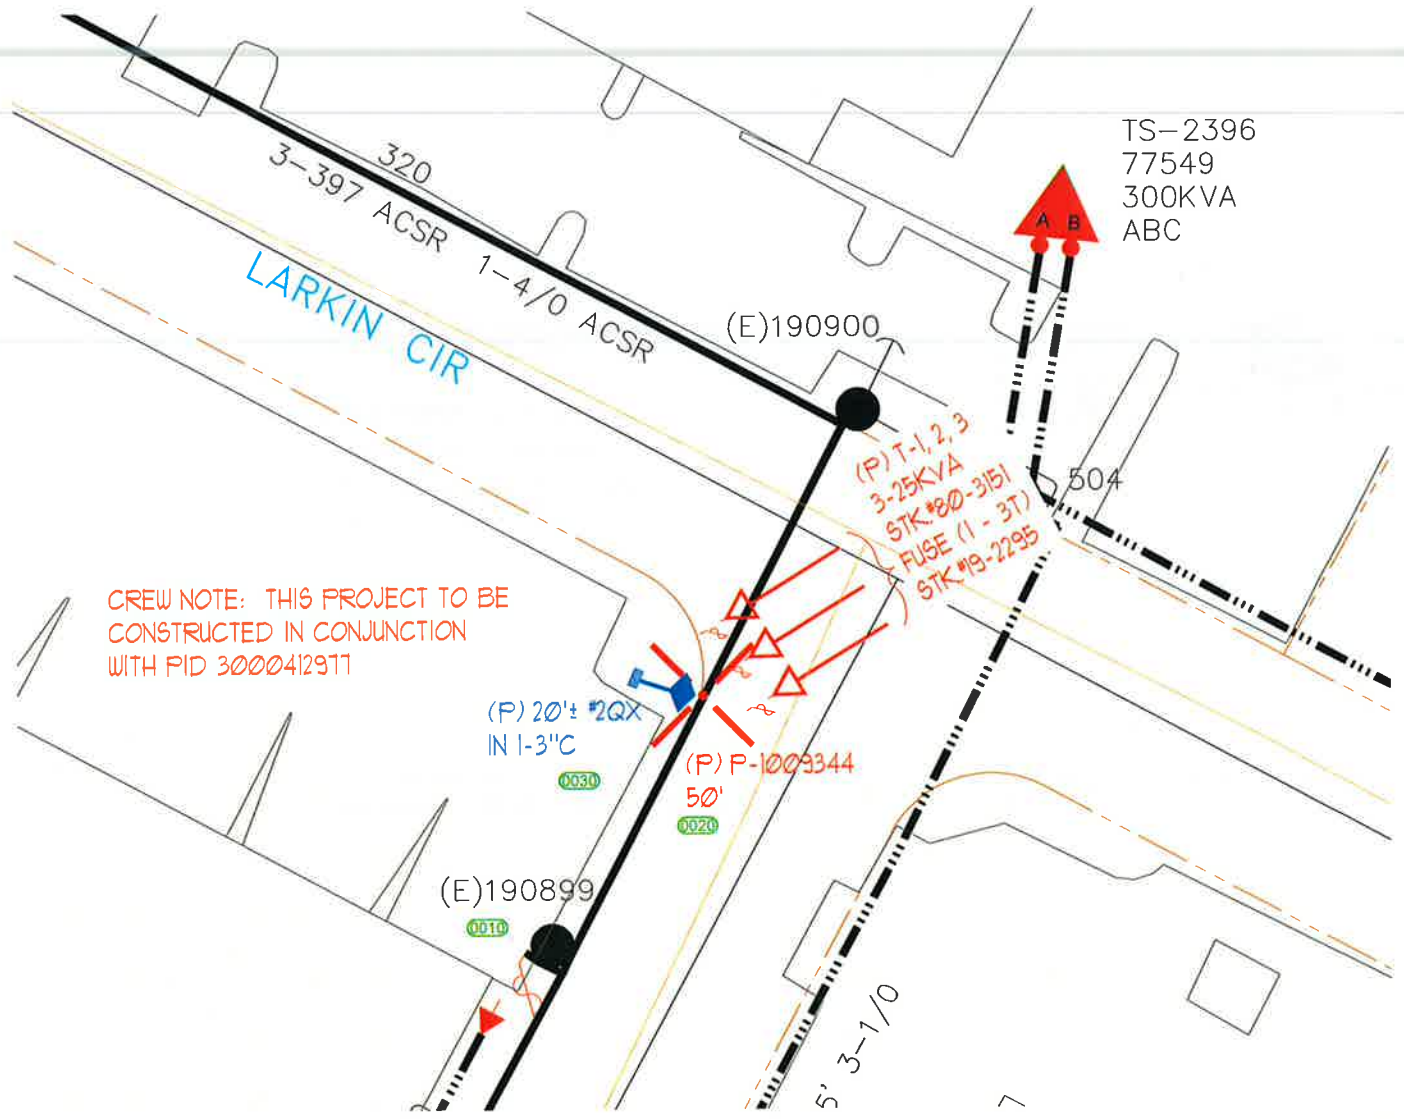 TS-2396
77549
300KVA
ABC
A B
320
3-397 ACSR 1-4/0 ACSR
LARKIN CIR
(E)190900
(P) T-1, 2, 3
3-25KVA
STK.#80-3151
FUSE (1 - 3T)
STK.#19-2295
504
CREW NOTE: THIS PROJECT TO BE
CONSTRUCTED IN CONJUNCTION
WITH PID 3000412977
(P) 20'± #2QX
IN 1-3"C
0030
(P) P-1009344
50'
0020
(E)190899
0010
5' 3-1/0